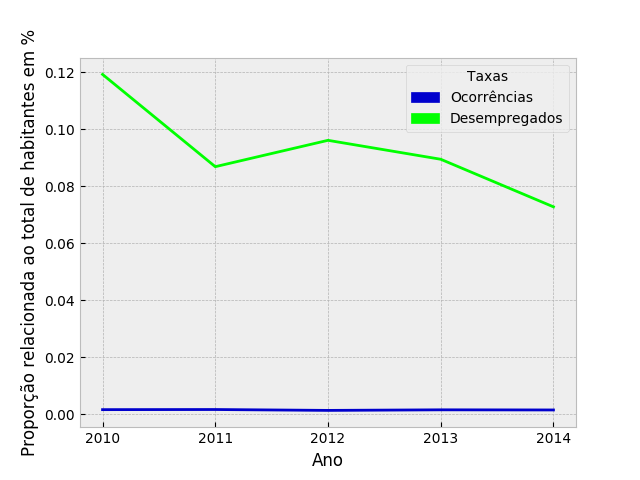 Proporção relacionada ao total de habitantes em %
0.12
0.10
0.08
0.06
0.04
0.02
0.00
Taxas
Ocorrências
Desempregados
2010 2011 2012 2013 2014
Ano